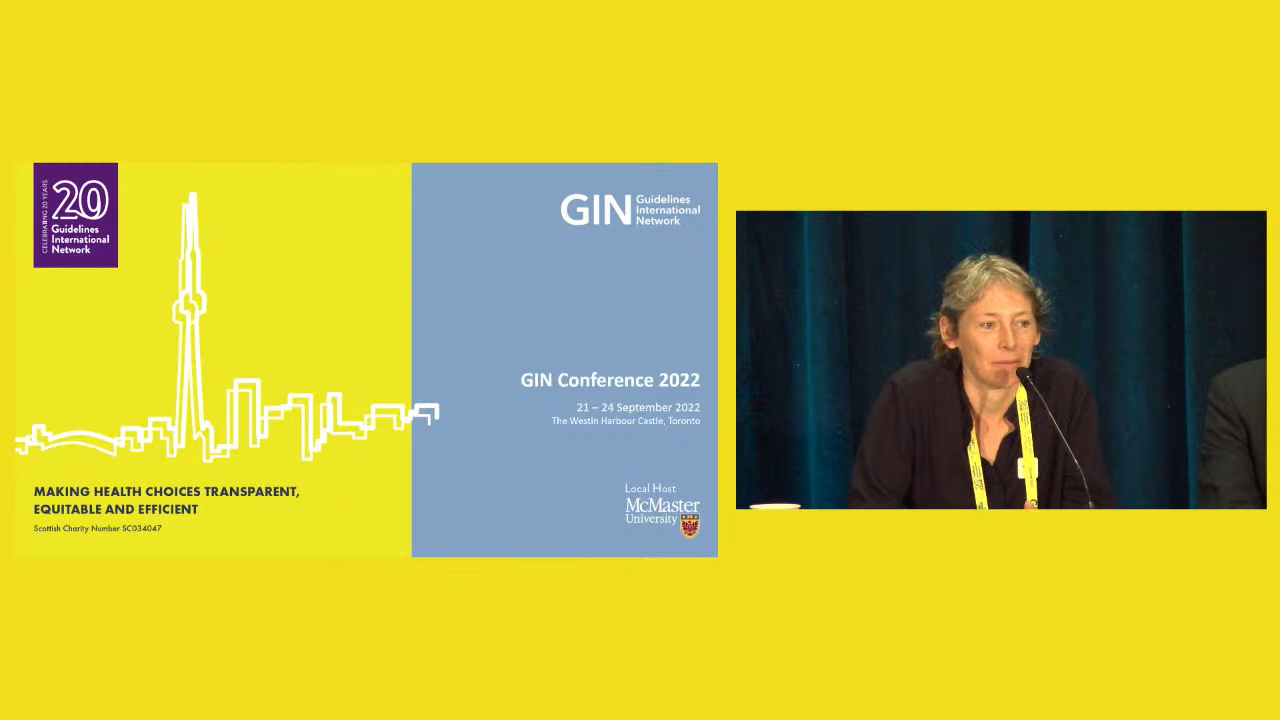 CELEBRATING 20 YEARS
20
Guidelines
International
Network
MAKING HEALTH CHOICES TRANSPARENT,
EQUITABLE AND EFFICIENT
Scottish Charity Number SC034047
GIN Guidelines
International
Network
GIN Conference 2022
21 – 24 September 2022
The Westin Harbour Castle, Toronto
Local Host
McMaster
University